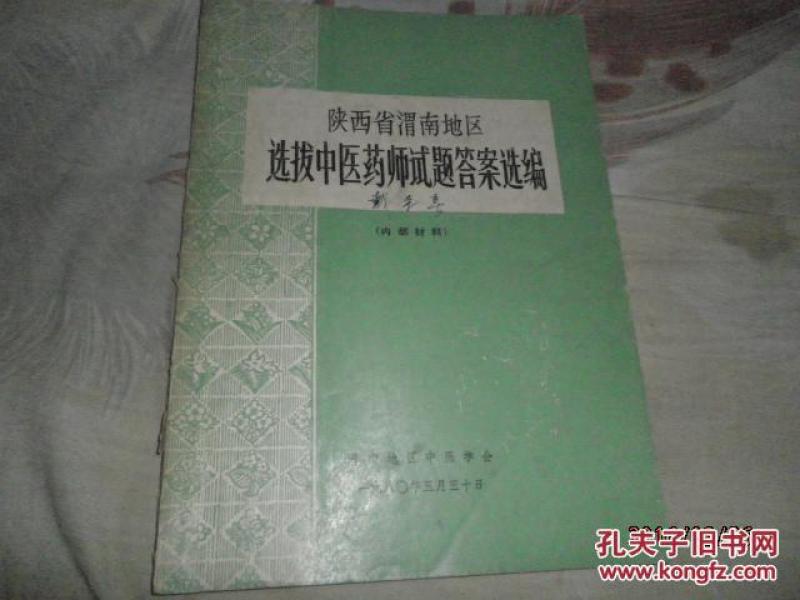 陕西省渭南地区
选拔中医药师试题答案选编
(内部材料)
渭南地区中医学会
一九八〇年五月三十日
孔夫子旧书网
www.kongfz.com